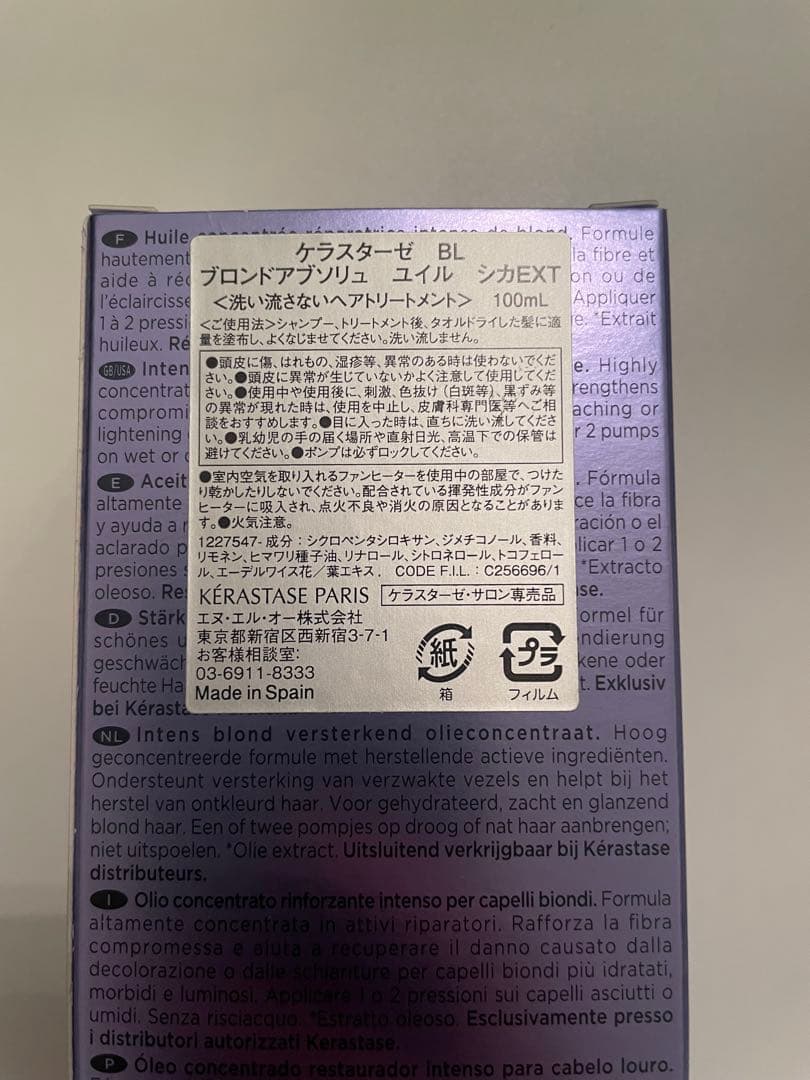 F Huile concentrée réparatrice intense de blond. Formule
hautement
la fibre et
aide à
on ou de
l'éclaircisse
Appliquer
1 à 2 pressi
e. *Extrait
huileux. Ré
ケラスターゼ BL
ブロンドアブソリュ ユイル シカEXT
＜洗い流さないヘアトリートメント＞ 100mL
＜ご使用法＞シャンプー、トリートメント後、タオルドライした髪に適
量を塗布し、よくなじませてください。洗い流しません。
●頭皮に傷、はれもの、湿疹等、異常のある時は使わないでくだ
さい。●頭皮に異常が生じていないかよく注意して使用してくだ
さい。●使用中や使用後に、刺激、色抜け（白斑等）、黒ずみ等
の異常が現れた時は、使用を中止し、皮膚科専門医等へご相
談をおすすめします。●目に入った時は、直ちに洗い流してくださ
い。●乳幼児の手の届く場所や直射日光、高温下での保管は
避けてください。●ポンプは必ずロックしてください。
●室内空気を取り入れるファンヒーターを使用中の部屋で、つけた
り乾かしたりしないでください。配合されている揮発性成分がファン
ヒーターに吸入され、点火不良や消火の原因となることがありま
す。●火気注意。
1227547-成分：シクロペンタシロキサン、ジメチコノール、香料、
リモネン、ヒマワリ種子油、リナロール、シトロネロール、トコフェロー
ル、エーデルワイス花／葉エキス． CODE F.I.L. : C256696/1
KÉRASTASE PARIS ケラスターゼ・サロン専売品
エヌ・エル・オー株式会社
東京都新宿区西新宿3-7-1
お客様相談室:
03-6911-8333
Made in Spain
紙
箱
プラ
フィルム
GB/USA Inten
e. Highly
concentrat
rengthens
compromi
aching or
lightening
r 2 pumps
on wet or
E Aceit
. Fórmula
altamente
ce la fibra
y ayuda a
ración o el
aclarado p
licar 1 o 2
presiones
*Extracto
oleoso. Re
se.
D Stärk
ormel für
schönes u
ndierung
geschwäch
kene oder
feuchte Ha
t. Exklusiv
bei Kérastas
NL Intens blond versterkend olieconcentraat. Hoog
geconcentreerde formule met herstellende actieve ingrediënten.
Ondersteunt versterking van verzwakte vezels en helpt bij het
herstel van ontkleurd haar. Voor gehydrateerd, zacht en glanzend
blond haar. Een of twee pompjes op droog of nat haar aanbrengen;
niet uitspoelen. *Olie extract. Uitsluitend verkrijgbaar bij Kérastase
distributeurs.
I Olio concentrato rinforzante intenso per capelli biondi. Formula
altamente concentrata in attivi riparatori. Rafforza la fibra
compromessa e aiuta a recuperare il danno causato dalla
decolorazione o dalle schiariture per capelli biondi più idratati,
morbidi e luminosi. Applicare 1 o 2 pressioni sui capelli asciutti o
umidi. Senza risciacquo. *Estratto oleoso. Esclusivamente presso
i distributori autorizzati Kerastase.
P Óleo concentrado restaurador Intenso para cabelo louro.